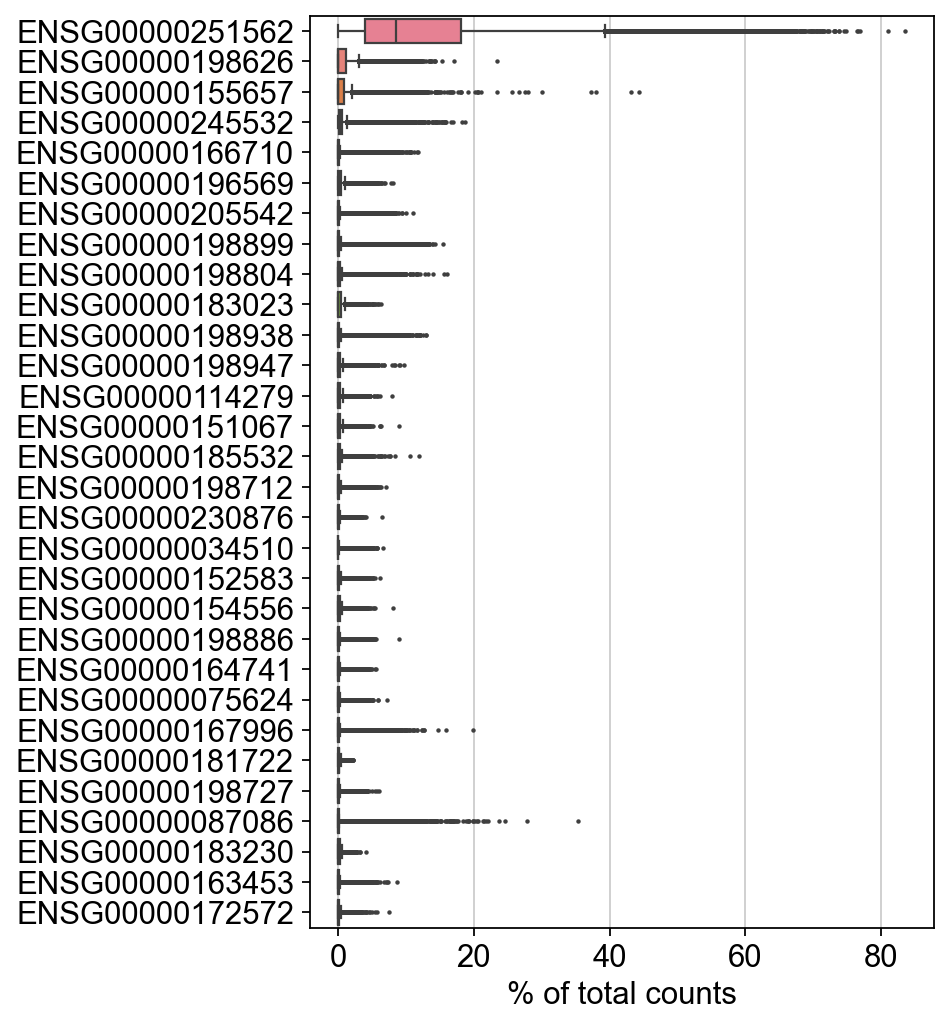 ENSG00000251562
ENSG00000198626
ENSG00000155657
ENSG00000245532
ENSG00000166710
ENSG00000196569
ENSG00000205542
ENSG00000198899
ENSG00000198804
ENSG00000183023
ENSG00000198938
ENSG00000198947
ENSG00000114279
ENSG00000151067
ENSG00000185532
ENSG00000198712
ENSG00000230876
ENSG00000034510
ENSG00000152583
ENSG00000154556
ENSG00000198886
ENSG00000164741
ENSG00000075624
ENSG00000167996
ENSG00000181722
ENSG00000198727
ENSG00000087086
ENSG00000183230
ENSG00000163453
ENSG00000172572
0 20 40 60 80
% of total counts